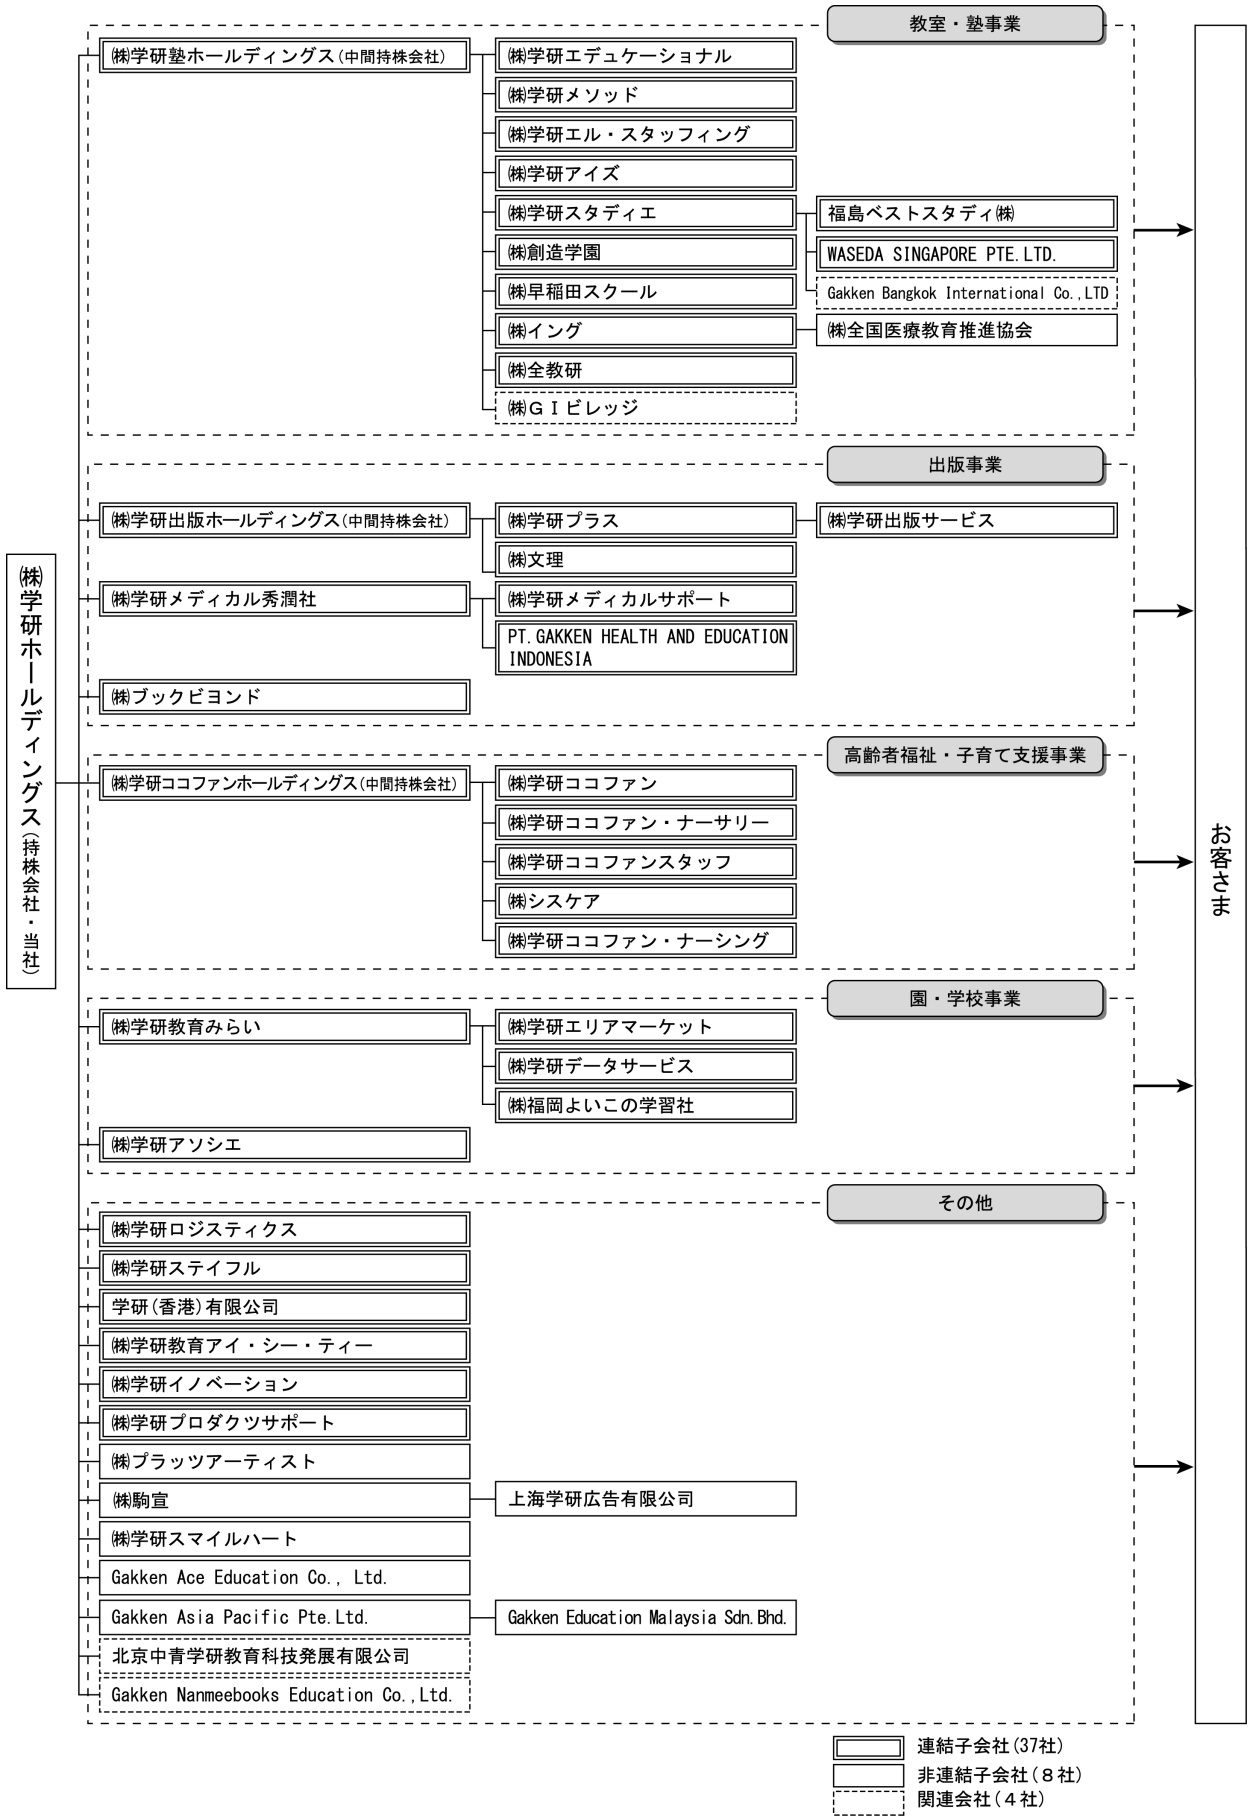 教室・塾事業
㈱学研塾ホールディングス(中間持株会社)
㈱学研エデュケーショナル
㈱学研メソッド
㈱学研エル・スタッフィング
㈱学研アイズ
㈱学研スタディエ
福島ベストスタディ㈱
㈱創造学園
WASEDA SINGAPORE PTE.LTD.
㈱早稲田スクール
Gakken Bangkok International Co.,LTD
㈱イング
㈱全国医療教育推進協会
㈱全教研
㈱GIビレッジ
出版事業
㈱学研出版ホールディングス(中間持株会社)
㈱学研プラス
㈱学研出版サービス
㈱文理
㈱学研メディカル秀潤社
㈱学研メディカルサポート
PT.GAKKEN HEALTH AND EDUCATION
INDONESIA
㈱ブックビヨンド
㈱学研ホールディングス(持株会社・当社)
高齢者福祉・子育て支援事業
㈱学研ココファンホールディングス(中間持株会社)
㈱学研ココファン
㈱学研ココファン・ナーサリー
㈱学研ココファンスタッフ
㈱シスケア
㈱学研ココファン・ナーシング
お客さま
園・学校事業
㈱学研教育みらい
㈱学研エリアマーケット
㈱学研データサービス
㈱福岡よいこの学習社
㈱学研アソシエ
その他
㈱学研ロジスティクス
㈱学研ステイフル
学研(香港)有限公司
㈱学研教育アイ・シー・ティー
㈱学研イノベーション
㈱学研プロダクツサポート
㈱プラッツアーティスト
㈱駒宣
上海学研広告有限公司
㈱学研スマイルハート
Gakken Ace Education Co., Ltd.
Gakken Asia Pacific Pte.Ltd.
Gakken Education Malaysia Sdn.Bhd.
北京中青学研教育科技発展有限公司
Gakken Nanmeebooks Education Co.,Ltd.
連結子会社(37社)
非連結子会社(8社)
関連会社(4社)